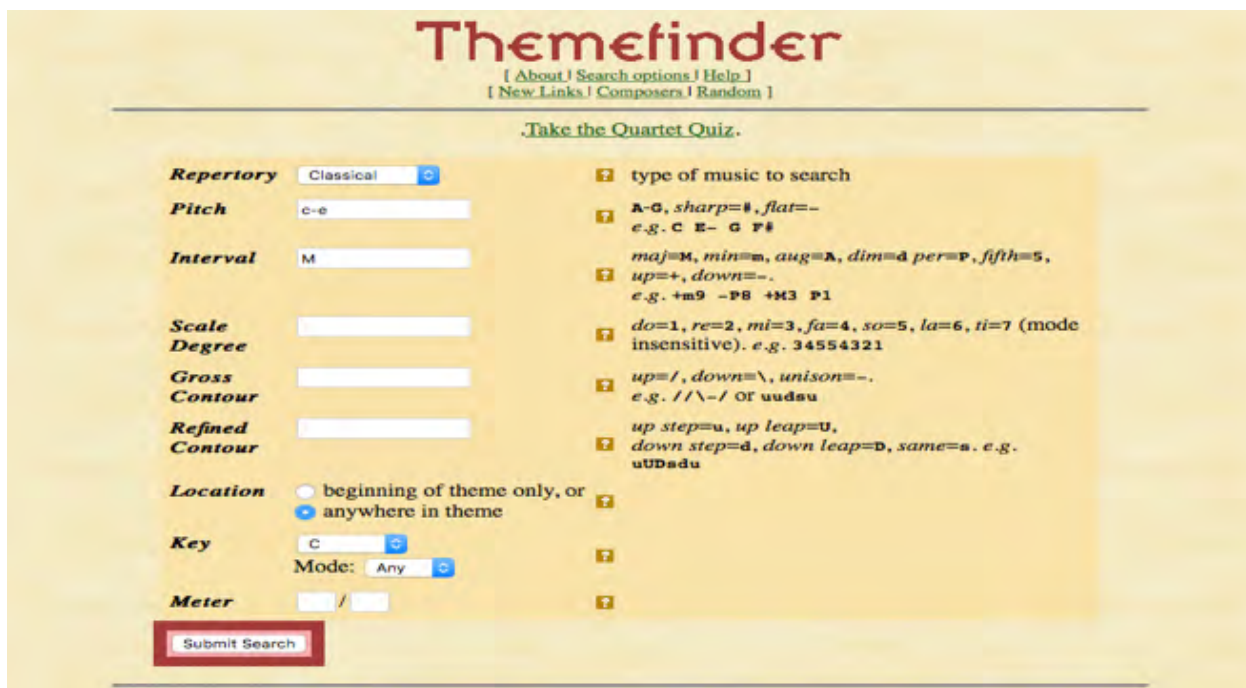 Themefinder
[ About | Search options | Help ]
[ New Links | Composers | Random ]
.Take the Quartet Quiz.
Repertory Classical ? type of music to search
Pitch c-e ? A-G, sharp=#, flat=-
e.g. C E- G F#
Interval M ? maj=M, min=m, aug=A, dim=d per=P, fifth=5,
up=+, down=-.
e.g. +m9 -P8 +M3 P1
Scale
Degree ? do=1, re=2, mi=3, fa=4, so=5, la=6, ti=7 (mode
insensitive). e.g. 34554321
Gross
Contour ? up=/, down=\, unison=-.
e.g. //\-/ or uudsu
Refined
Contour ? up step=u, up leap=U,
down step=d, down leap=D, same=s. e.g.
uUDsdu
Location beginning of theme only, or
anywhere in theme ?
Key C
Mode: Any ?
Meter / ?
Submit Search